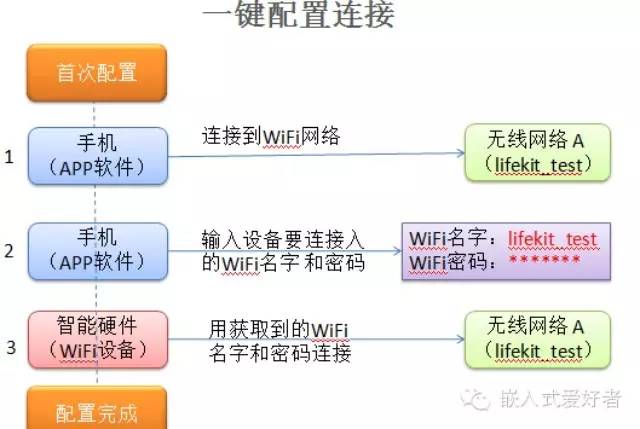 一键配置连接
首次配置
1
手机
（APP软件）
连接到WiFi网络
无线网络 A
（lifekit_test）
2
手机
（APP软件）
输入设备要连接入
的WiFi名字 和密码
WiFi名字：lifekit_test
WiFi密码：*******
3
智能硬件
（WiFi设备）
用获取到的WiFi
名字和密码连接
无线网络 A
（lifekit_test）
配置完成
嵌入式爱好者